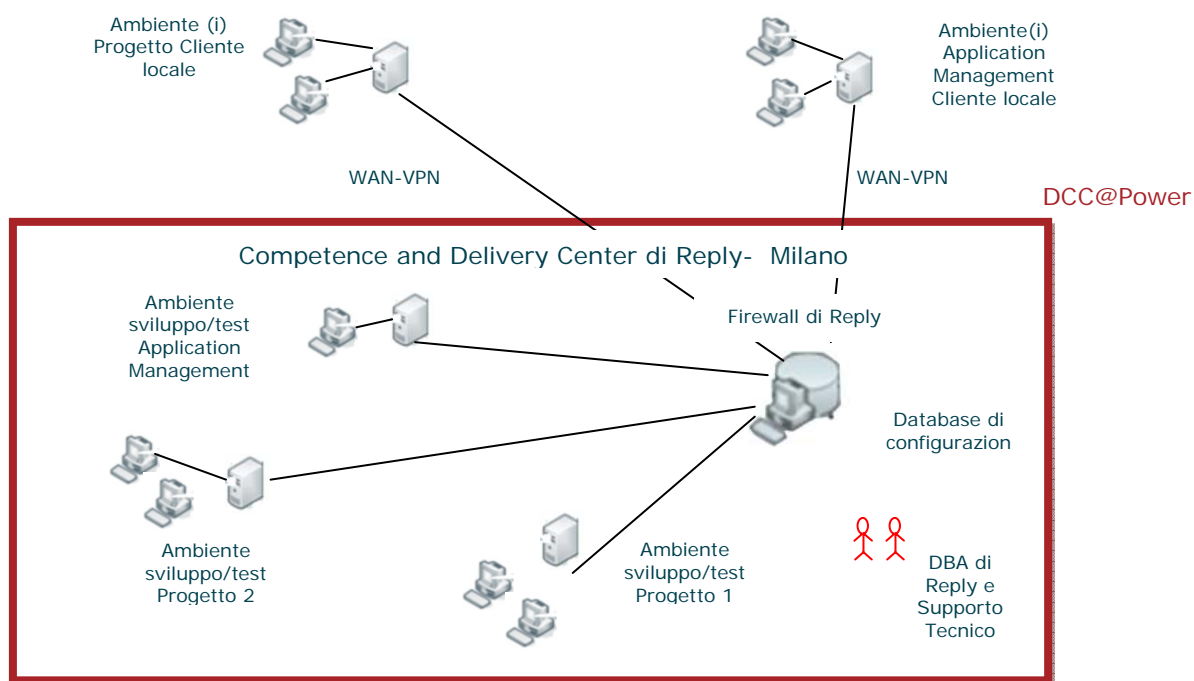 Ambiente (i)
Progetto Cliente
locale
Ambiente(i)
Application
Management
Cliente locale
WAN-VPN
WAN-VPN
DCC@Power
Competence and Delivery Center di Reply- Milano
Ambiente
sviluppo/test
Application
Management
Firewall di Reply
Database di
configurazion
Ambiente
sviluppo/test
Progetto 2
Ambiente
sviluppo/test
Progetto 1
DBA di
Reply e
Supporto
Tecnico